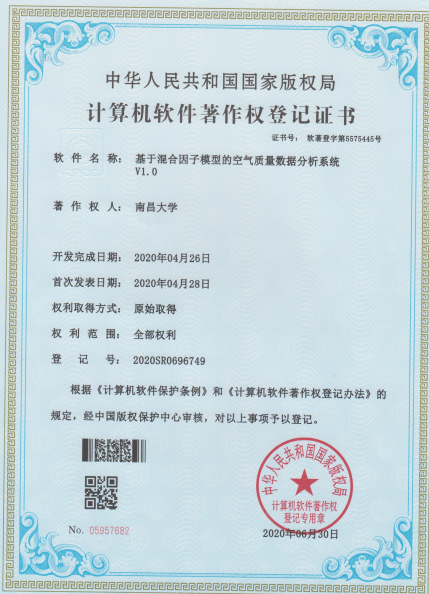 中华人民共和国国家版权局
计算机软件著作权登记证书
证书号： 软著登字第5575445号
软件名称： 基于混合因子模型的空气质量数据分析系统
V1.0
著作权人： 南昌大学
开发完成日期： 2020年04月26日
首次发表日期： 2020年04月28日
权利取得方式： 原始取得
权利范围： 全部权利
登记号： 2020SR0696749
根据《计算机软件保护条例》和《计算机软件著作权登记办法》的
规定，经中国版权保护中心审核，对以上事项予以登记。
中华人民共和国国家版权局
计算机软件著作权
登记专用章
No. 05957682
2020年06月30日